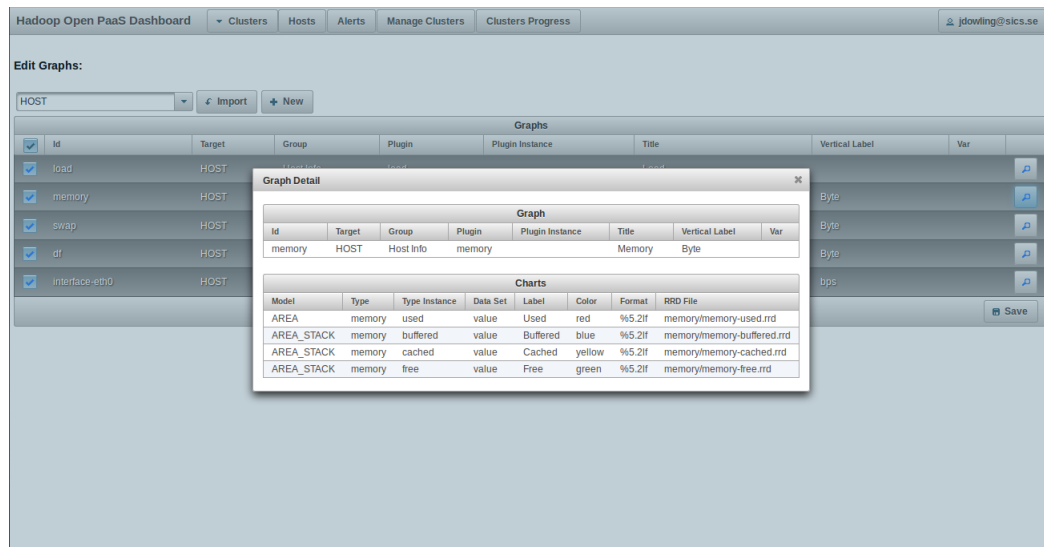 Hadoop Open PaaS Dashboard Clusters Hosts Alerts Manage Clusters Clusters Progress jdowling@sics.se
Edit Graphs:
HOST Import New
Graphs
Id Target Group Plugin Plugin Instance Title Vertical Label Var
load HOST Host Info load Load
memory HOST Byte
swap HOST Byte
df HOST Byte
interface-eth0 HOST bps
Save
Graph Detail
Graph
Id Target Group Plugin Plugin Instance Title Vertical Label Var
memory HOST Host Info memory Memory Byte
Charts
Model Type Type Instance Data Set Label Color Format RRD File
AREA memory used value Used red %5.2lf memory/memory-used.rrd
AREA_STACK memory buffered value Buffered blue %5.2lf memory/memory-buffered.rrd
AREA_STACK memory cached value Cached yellow %5.2lf memory/memory-cached.rrd
AREA_STACK memory free value Free green %5.2lf memory/memory-free.rrd